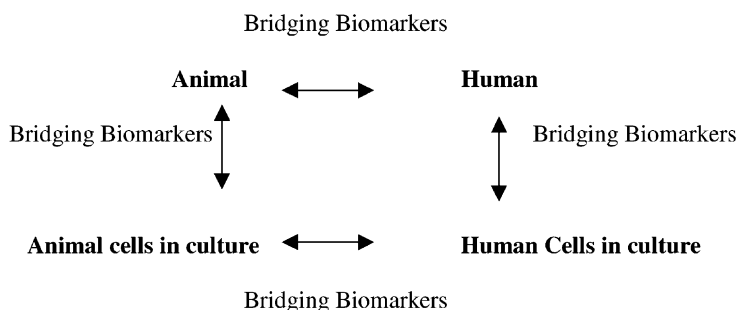 Bridging Biomarkers
Animal Human
Bridging Biomarkers Bridging Biomarkers
Animal cells in culture Human Cells in culture
Bridging Biomarkers